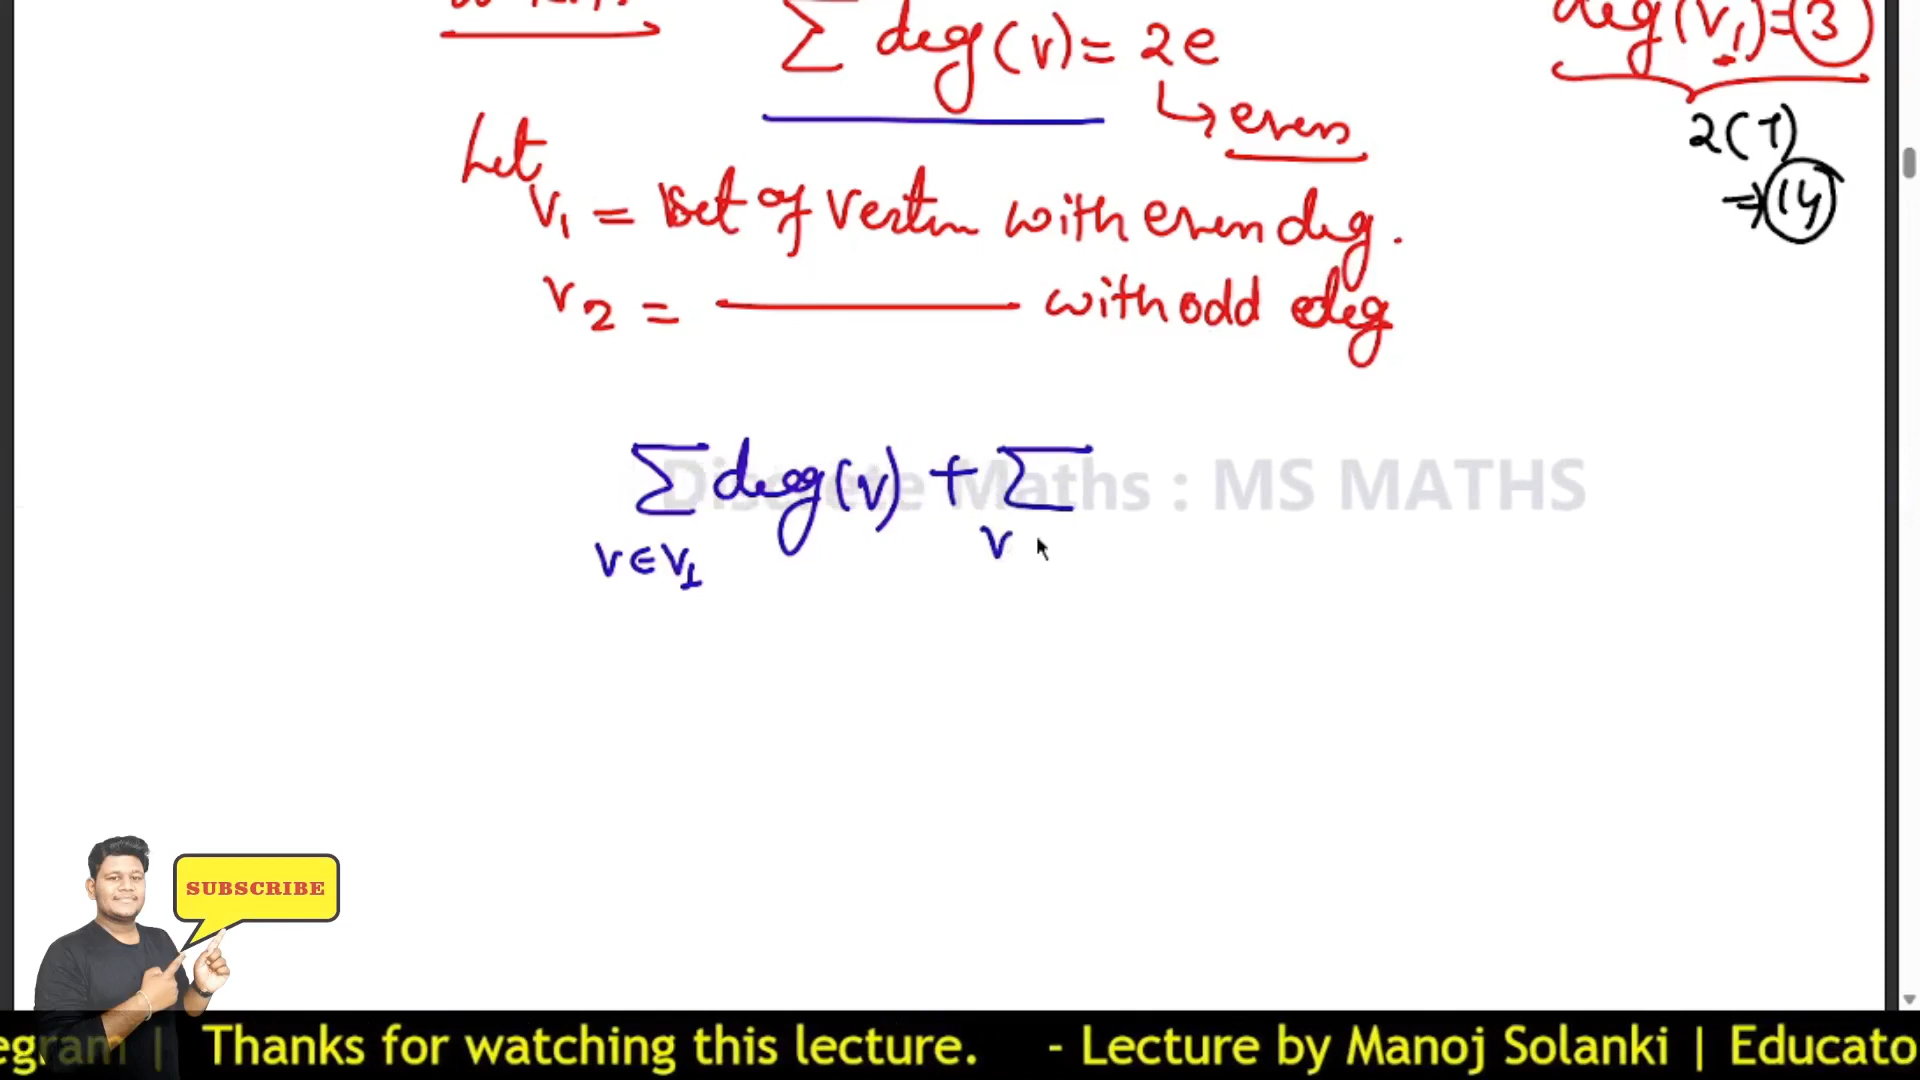 ∑ deg(v) = 2e
deg(v₁) = 3
↳ even
2(7)
⇒ 14
Let
V₁ = set of vertex with even deg.
V₂ = ——— with odd deg
∑ deg(v) + ∑
v∈V₁ v
Discrete Maths : MS MATHS
SUBSCRIBE
egram | Thanks for watching this lecture. - Lecture by Manoj Solanki | Educato